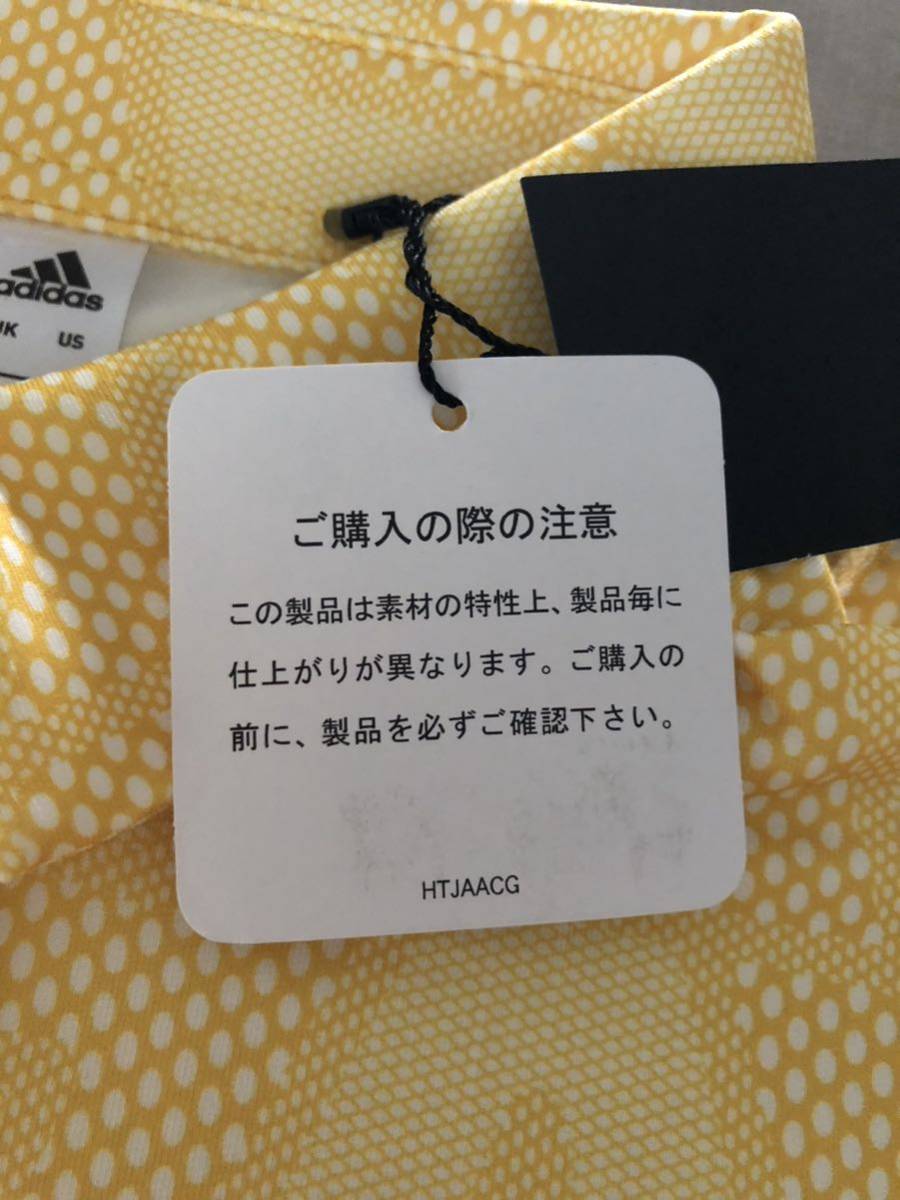 adidas
UK US
ご購入の際の注意
この製品は素材の特性上、製品毎に
仕上がりが異なります。ご購入の
前に、製品を必ずご確認下さい。
HTJAACG